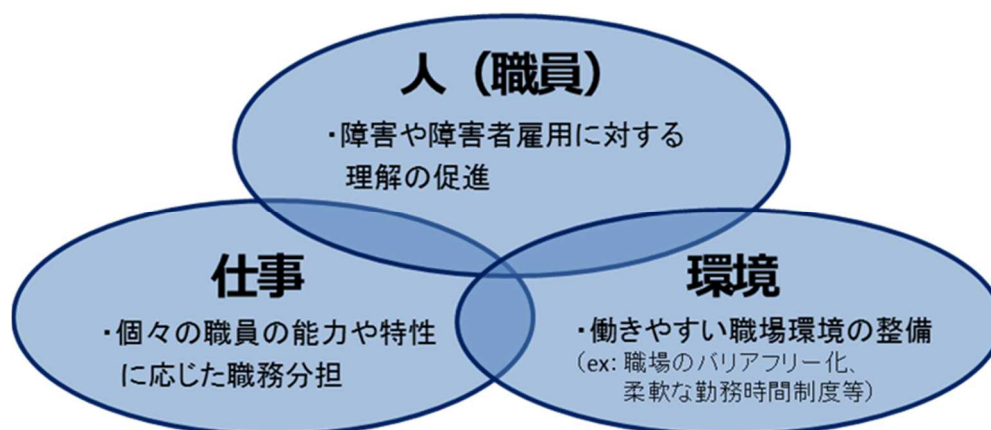 人（職員）
・障害や障害者雇用に対する
理解の促進
仕事
・個々の職員の能力や特性
に応じた職務分担
環境
・働きやすい職場環境の整備
（ex: 職場のバリアフリー化、
柔軟な勤務時間制度等）